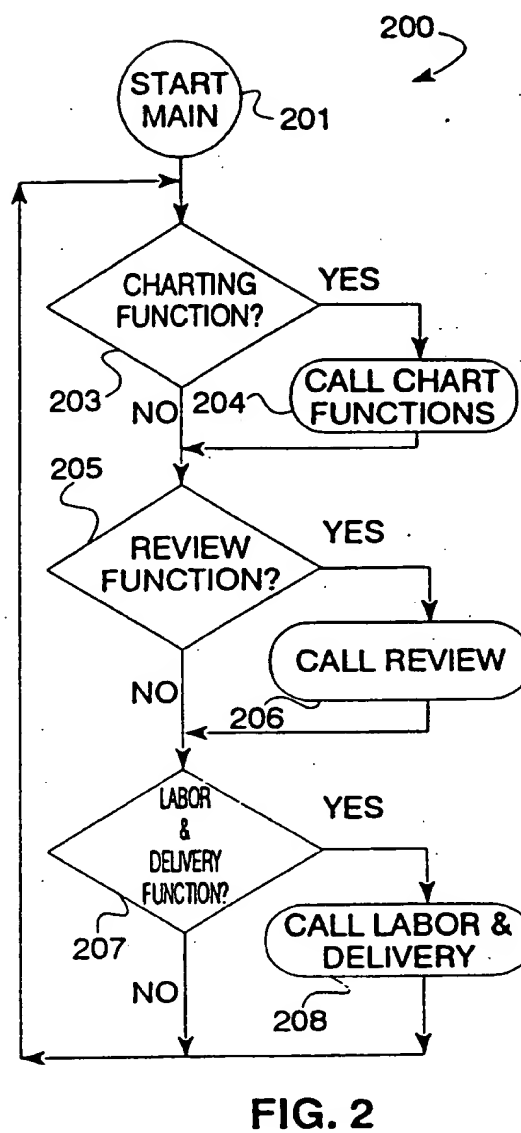 200
START
MAIN
201
CHARTING
FUNCTION?
YES
203
NO
204
CALL CHART
FUNCTIONS
205
REVIEW
FUNCTION?
YES
CALL REVIEW
NO
206
LABOR
&
DELIVERY
FUNCTION?
YES
207
CALL LABOR &
DELIVERY
NO
208
FIG. 2